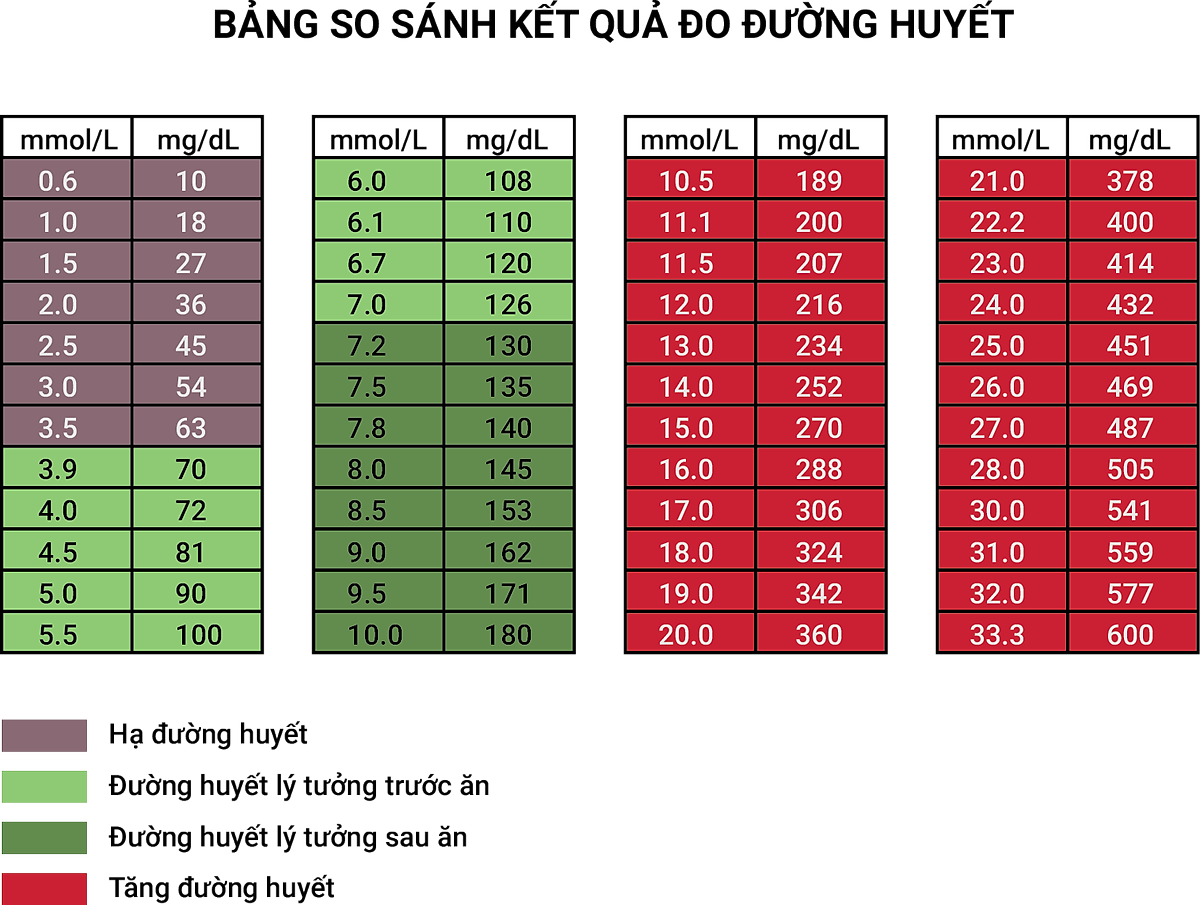 BẢNG SO SÁNH KẾT QUẢ ĐO ĐƯỜNG HUYẾT
mmol/L mg/dL mmol/L mg/dL mmol/L mg/dL mmol/L mg/dL
0.6 10 6.0 108 10.5 189 21.0 378
1.0 18 6.1 110 11.1 200 22.2 400
1.5 27 6.7 120 11.5 207 23.0 414
2.0 36 7.0 126 12.0 216 24.0 432
2.5 45 7.2 130 13.0 234 25.0 451
3.0 54 7.5 135 14.0 252 26.0 469
3.5 63 7.8 140 15.0 270 27.0 487
3.9 70 8.0 145 16.0 288 28.0 505
4.0 72 8.5 153 17.0 306 30.0 541
4.5 81 9.0 162 18.0 324 31.0 559
5.0 90 9.5 171 19.0 342 32.0 577
5.5 100 10.0 180 20.0 360 33.3 600
Hạ đường huyết
Đường huyết lý tưởng trước ăn
Đường huyết lý tưởng sau ăn
Tăng đường huyết